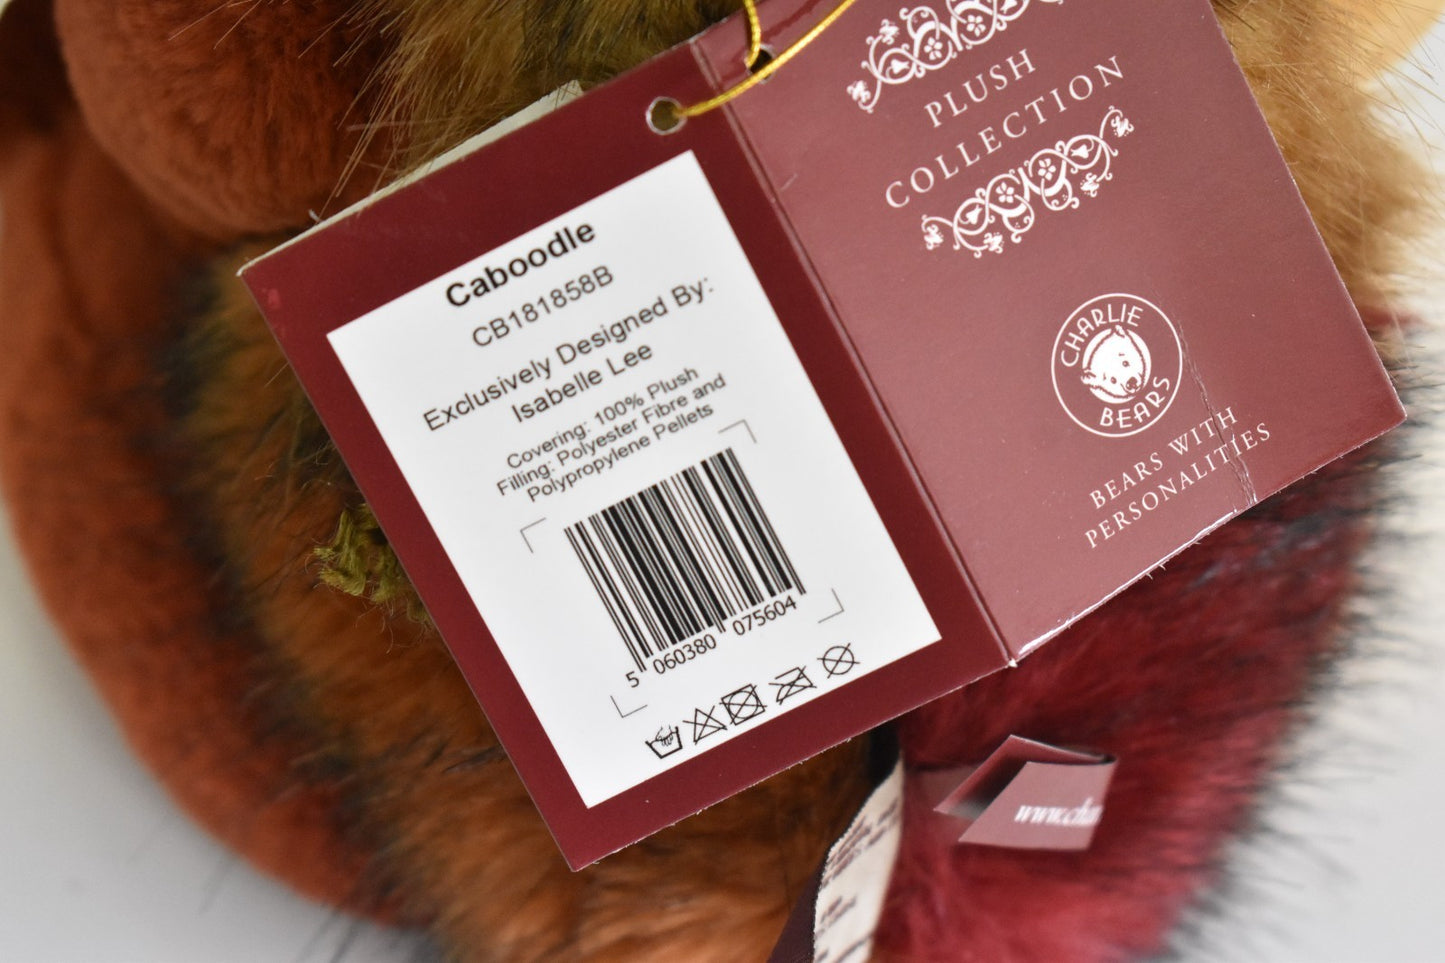 Caboodle
CB181858B
Exclusively Designed By:
Isabelle Lee
Covering: 100% Plush
Filling: Polyester Fibre and
Polypropylene Pellets
5 060380 075604
PLUSH
COLLECTION
CHARLIE
BEARS
BEARS WITH
PERSONALITIES